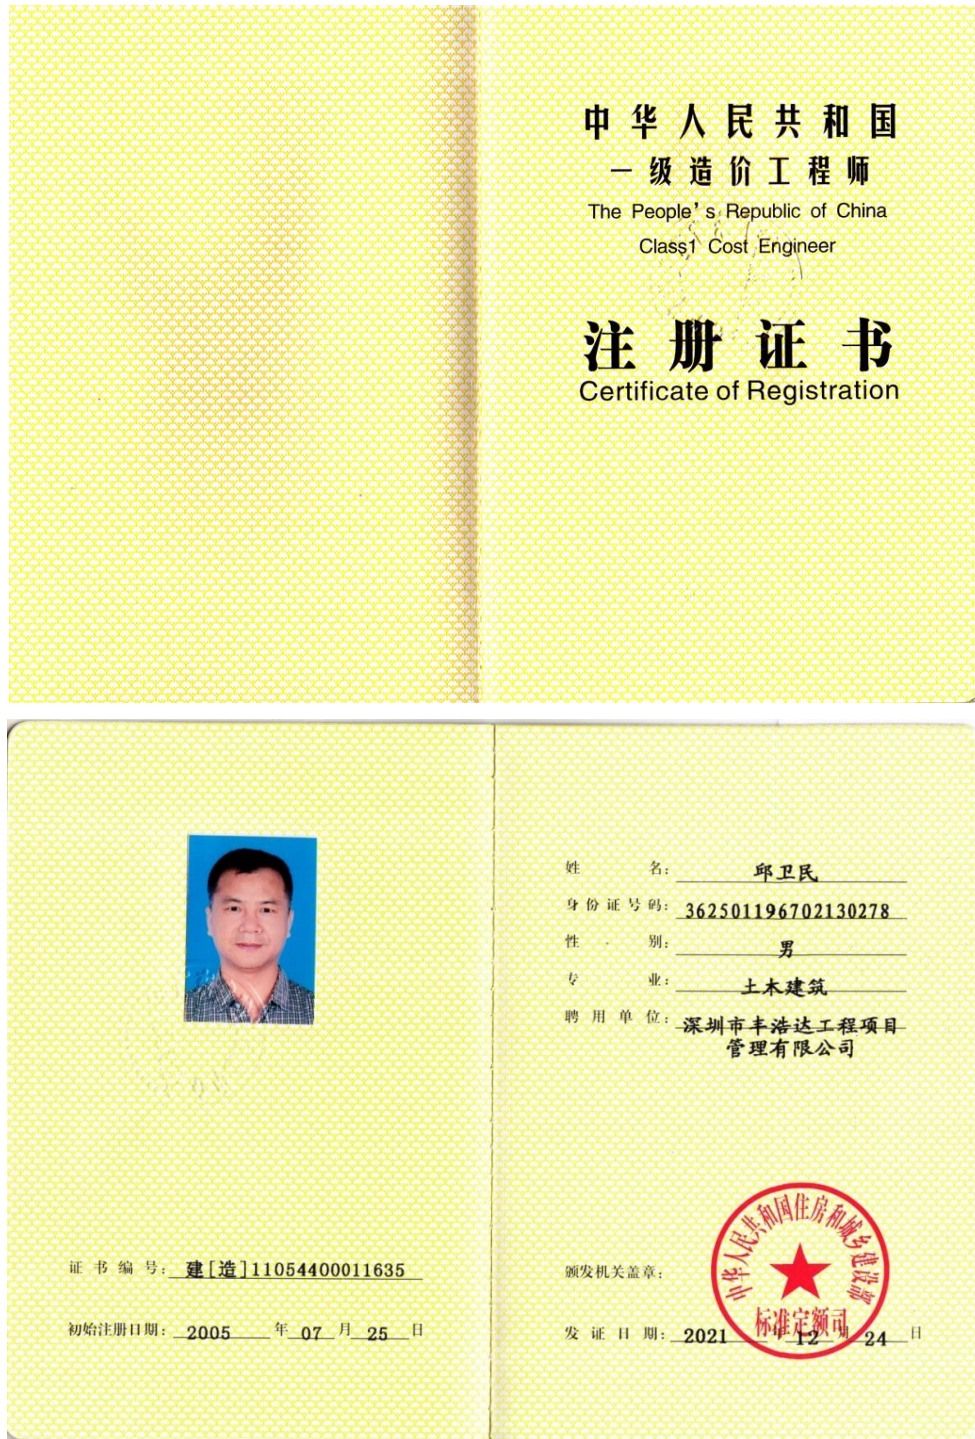 中华人民共和国
一级造价工程师
The People's Republic of China
Class1 Cost Engineer
注册证书
Certificate of Registration
姓名：邱卫民
身份证号码：362501196702130278
性别：男
专业：土木建筑
聘用单位：深圳市丰浩达工程项目
管理有限公司
证书编号：建[造]11054400011635
初始注册日期：2005年07月25日
颁发机关盖章：
中华人民共和国住房和城乡建设部
标准定额司
发证日期：2021年12月24日